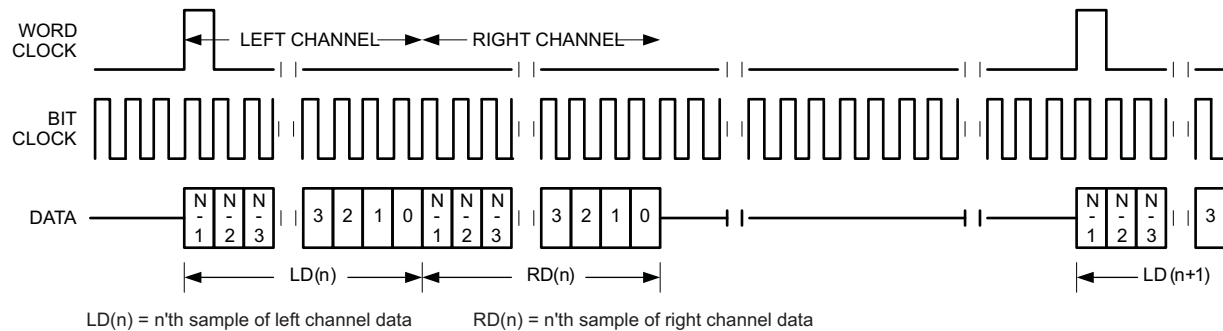 WORD CLOCK
LEFT CHANNEL
RIGHT CHANNEL
BIT CLOCK
DATA
N-1 N-2 N-3 3 2 1 0 N-1 N-2 N-3 3 2 1 0 N-1 N-2 N-3 3
LD(n) RD(n) LD (n+1)
LD(n) = n'th sample of left channel data RD(n) = n'th sample of right channel data